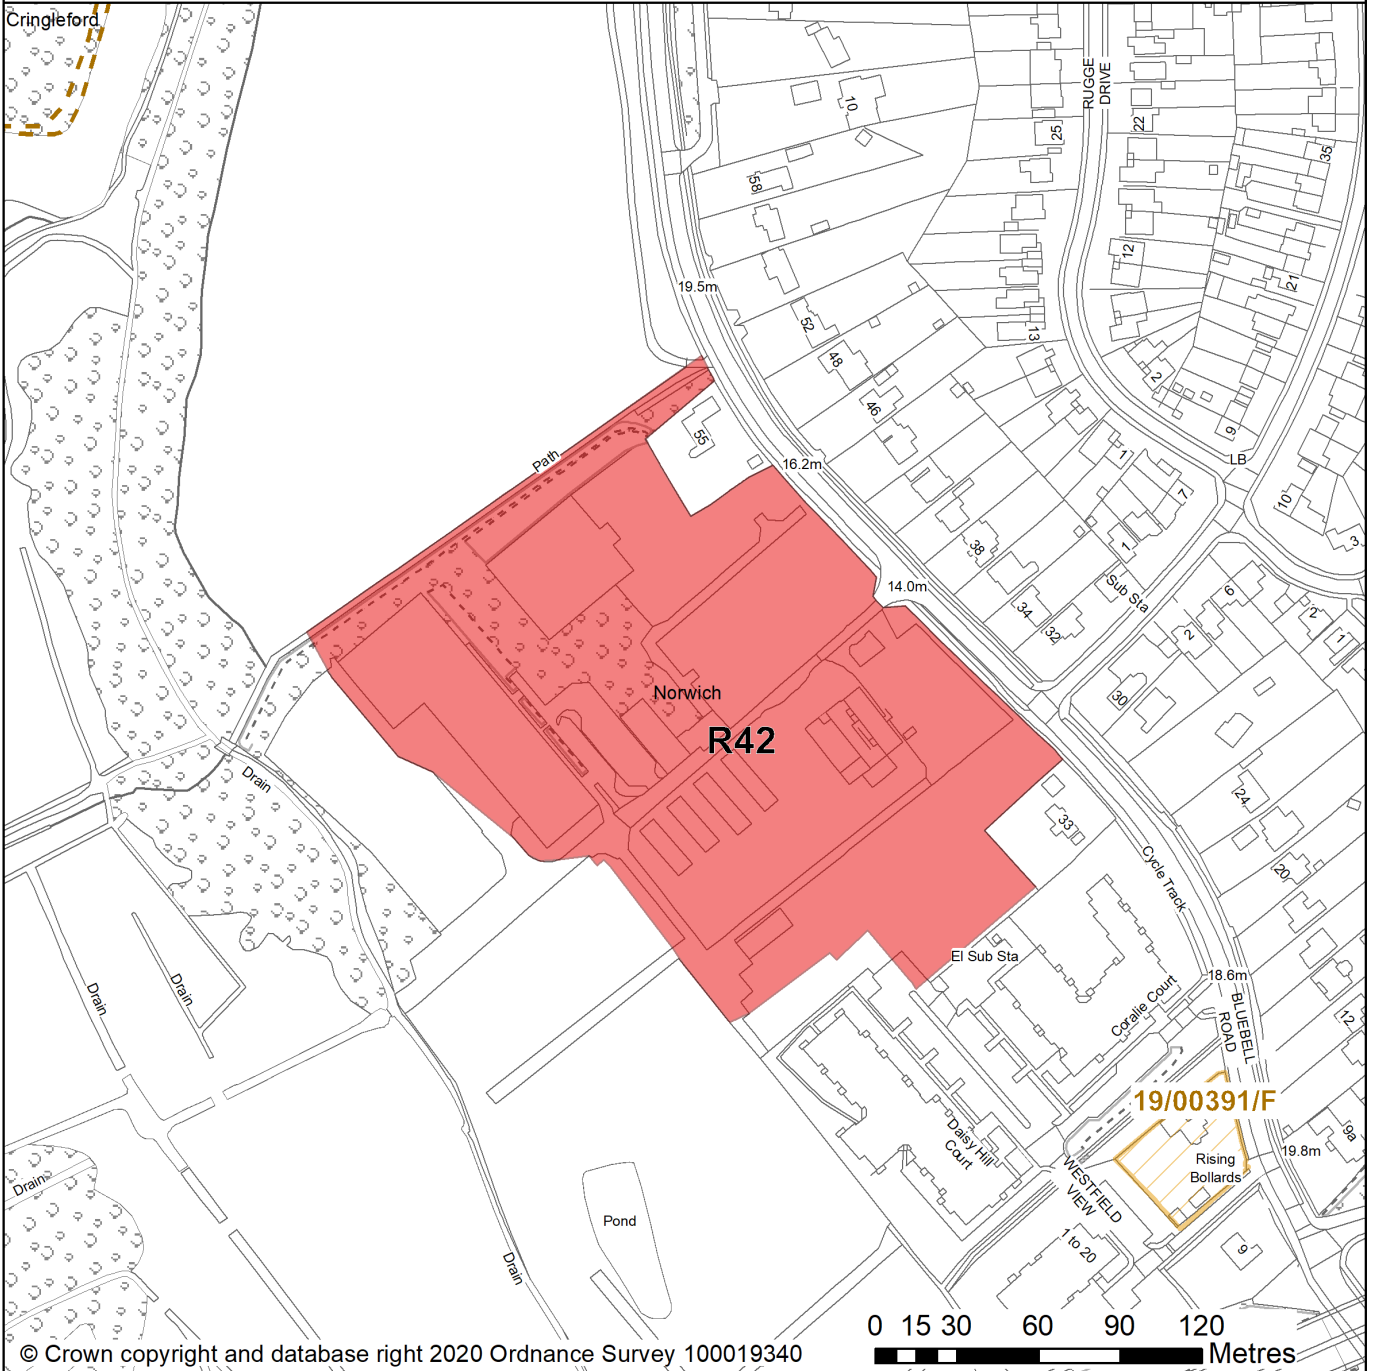 Cringleford
RUGGE
DRIVE
10
25
22
35
58
12
21
19.5m
52
13
48
2
46
55
9
LB
1
16.2m
Path
7
10
3
38
1
14.0m
Sub Sta
6
34
2
32
2
1
Norwich
30
R42
Drain
24
33
Cycle Track
20
El Sub Sta
18.6m
Drain
Drain
Coralie Court
BLUEBELL
ROAD
12
19/00391/F
9a
Daisy Hill
Court
19.8m
Rising
Bollards
WESTFIELD
VIEW
Drain
Pond
1 to 20
9
Drain
0 15 30 60 90 120
Metres
© Crown copyright and database right 2020 Ordnance Survey 100019340